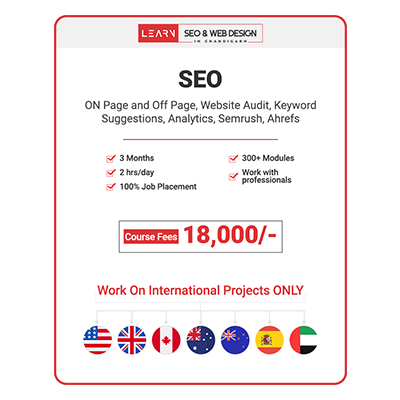 LEARN SEO & WEB DESIGN
IN CHANDIGARH
SEO
ON Page and Off Page, Website Audit, Keyword
Suggestions, Analytics, Semrush, Ahrefs
3 Months
2 hrs/day
100% Job Placement
300+ Modules
Work with
professionals
Course Fees 18,000/-
Work On International Projects ONLY